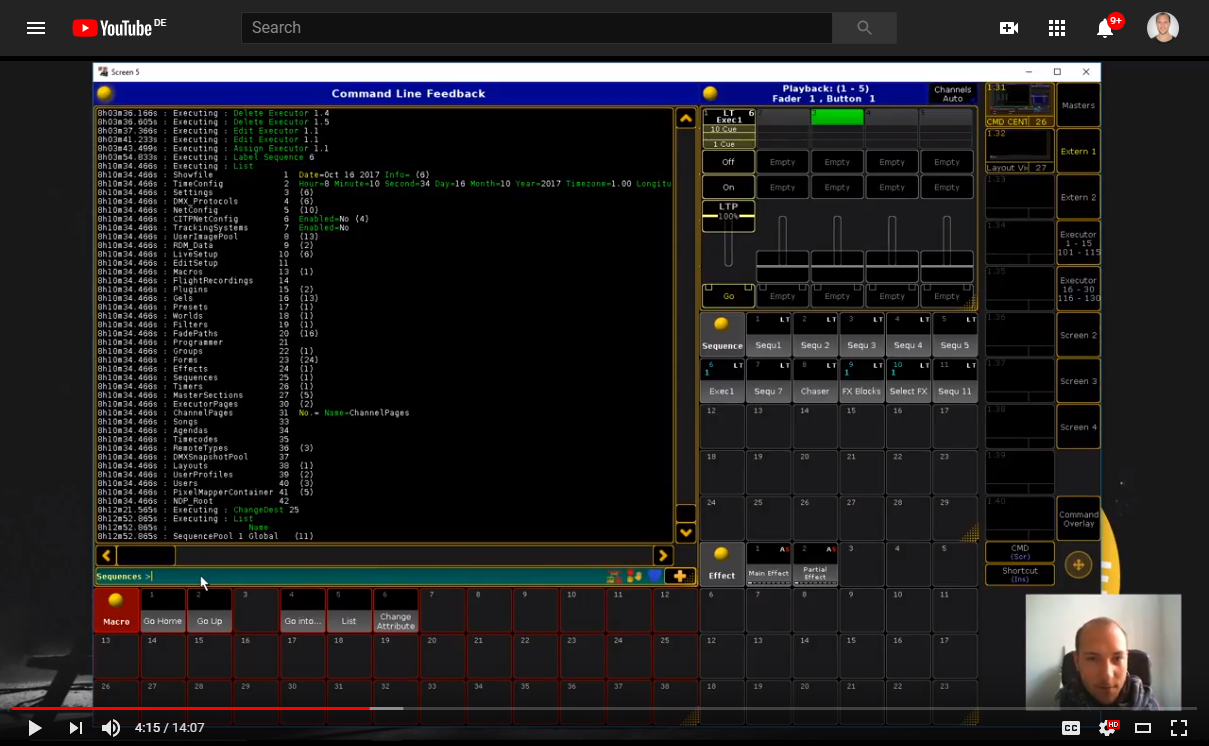 YouTube DE
Search
9+
Screen 5
Command Line Feedback
0h03m36.166s : Executing : Delete Executor 1.4
0h03m36.605s : Executing : Delete Executor 1.5
0h03m37.366s : Executing : Edit Executor 1.1
0h03m41.233s : Executing : Edit Executor 1.1
0h03m43.499s : Executing : Assign Executor 1.1
0h03m54.833s : Executing : Label Sequence 6
0h10m34.466s : Executing : List
0h10m34.466s : Showfile 1 Date=Oct 16 2017 Info= (6)
0h10m34.466s : TimeConfig 2 Hour=8 Minute=10 Second=34 Day=16 Month=10 Year=2017 Timezone=1.00 Longitu
0h10m34.466s : Settings 3 (6)
0h10m34.466s : DMX_Protocols 4 (6)
0h10m34.466s : NetConfig 5 (10)
0h10m34.466s : CITPNetConfig 6 Enabled=No (4)
0h10m34.466s : TrackingSystems 7 Enabled=No
0h10m34.466s : UserImagePool 8 (13)
0h10m34.466s : RDM_Data 9 (2)
0h10m34.466s : LiveSetup 10 (6)
0h10m34.466s : EditSetup 11
0h10m34.466s : Macros 13 (1)
0h10m34.466s : FlightRecordings 14
0h10m34.466s : Plugins 15 (2)
0h10m34.466s : Gels 16 (13)
0h10m34.466s : Presets 17 (1)
0h10m34.466s : Worlds 18 (1)
0h10m34.466s : Filters 19 (1)
0h10m34.466s : FadePaths 20 (16)
0h10m34.466s : Programmer 21
0h10m34.466s : Groups 22 (1)
0h10m34.466s : Forms 23 (24)
0h10m34.466s : Effects 24 (1)
0h10m34.466s : Sequences 25 (1)
0h10m34.466s : Timers 26 (1)
0h10m34.466s : MasterSections 27 (5)
0h10m34.466s : ExecutorPages 30 (2)
0h10m34.466s : ChannelPages 31 No.= Name=ChannelPages
0h10m34.466s : Songs 33
0h10m34.466s : Agendas 34
0h10m34.466s : Timecodes 35
0h10m34.466s : RemoteTypes 36 (3)
0h10m34.466s : DMXSnapshotPool 37
0h10m34.466s : Layouts 38 (1)
0h10m34.466s : UserProfiles 39 (2)
0h10m34.466s : Users 40 (3)
0h10m34.466s : PixelMapperContainer 41 (5)
0h10m34.466s : NDP_Root 42
0h12m21.565s : Executing : ChangeDest 25
0h12m52.865s : Executing : List
0h12m52.865s : Name
0h12m52.865s : SequencePool 1 Global (11)
Sequences >
Playback: (1 - 5)
Fader 1 , Button 1
Channels
Auto
1 LT 6 2 3 4 5
Exec1
10 Cue
1 Cue
Off Empty Empty Empty Empty
On Empty Empty Empty Empty
LTP
100%
Go Empty Empty Empty Empty
1 LT 2 LT 3 LT 4 LT 5 LT
Sequence Sequ1 Sequ 2 Sequ 3 Sequ 4 Sequ 5
6 LT 7 LT 8 LT 9 LT 10 LT 11 LT
1 1 1
Exec1 Sequ 7 Chaser FX Blocks Select FX Sequ 11
12 13 14 15 16 17
18 19 20 21 22 23
24 25 26 27 28 29
1 AS 2 AS 3 4 5
Effect Main Effect Partial
Effect
6 7 8 9 10 11
12 13 14 15 16 17
18 19 20 21 22 23
1.31
CMD CENT 26
1.32
Layout Vi 27
1.33
1.34
1.35
1.36
1.37
1.38
1.39
1.40
CMD
(Scr)
Shortcut
(Ins)
Masters
Extern 1
Extern 2
Executor
1 - 15
101 - 115
Executor
16 - 30
116 - 130
Screen 2
Screen 3
Screen 4
Command
Overlay
1 2 3 4 5 6 7 8 9 10 11 12
Macro Go Home Go Up Go into... List Change
Attribute
13 14 15 16 17 18 19 20 21 22 23 24 25
26 27 28 29 30 31 32 33 34 35 36 37 38
4:15 / 14:07
CC
HD